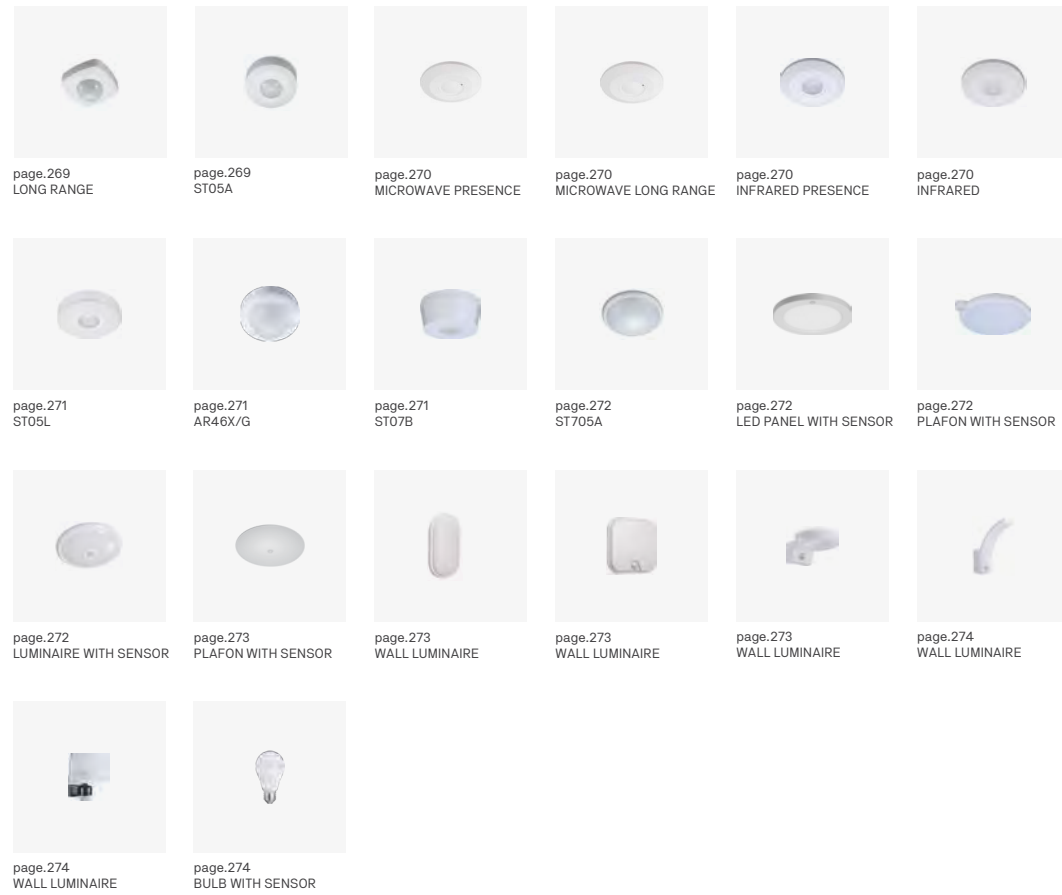 page.269
LONG RANGE
page.269
ST05A
page.270
MICROWAVE PRESENCE
page.270
MICROWAVE LONG RANGE
page.270
INFRARED PRESENCE
page.270
INFRARED
page.271
ST05L
page.271
AR46X/G
page.271
ST07B
page.272
ST705A
page.272
LED PANEL WITH SENSOR
page.272
PLAFON WITH SENSOR
page.272
LUMINAIRE WITH SENSOR
page.273
PLAFON WITH SENSOR
page.273
WALL LUMINAIRE
page.273
WALL LUMINAIRE
page.273
WALL LUMINAIRE
page.274
WALL LUMINAIRE
page.274
WALL LUMINAIRE
page.274
BULB WITH SENSOR